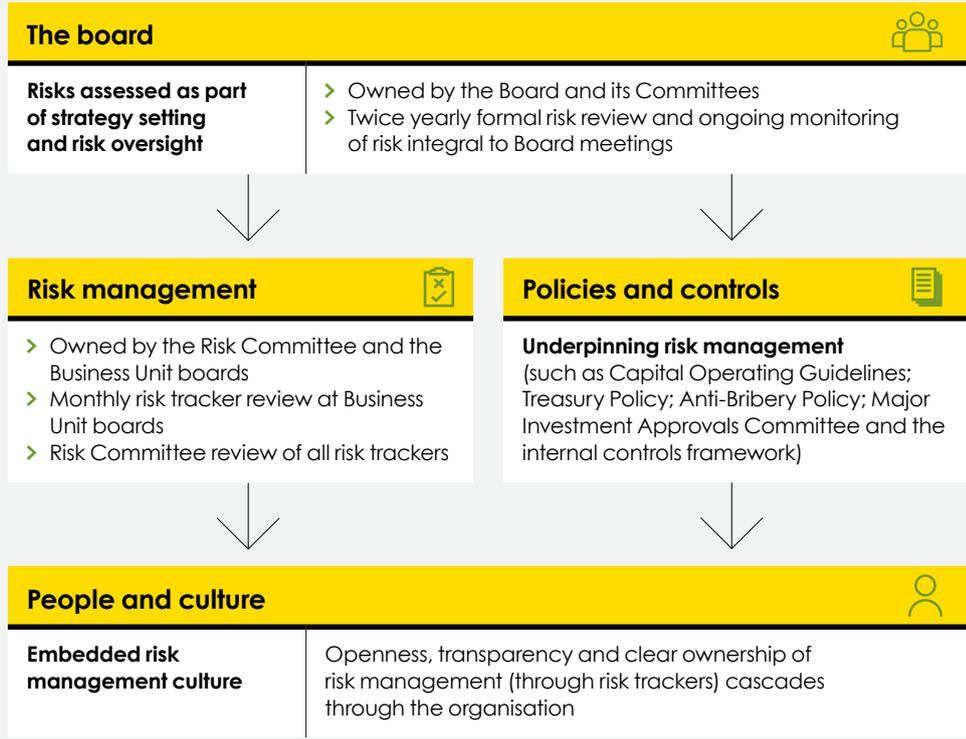 The board
Risks assessed as part
of strategy setting
and risk oversight
Owned by the Board and its Committees
Twice yearly formal risk review and ongoing monitoring
of risk integral to Board meetings
Risk management
Owned by the Risk Committee and the
Business Unit boards
Monthly risk tracker review at Business
Unit boards
Risk Committee review of all risk trackers
Policies and controls
Underpinning risk management
(such as Capital Operating Guidelines;
Treasury Policy; Anti-Bribery Policy; Major
Investment Approvals Committee and the
internal controls framework)
People and culture
Embedded risk
management culture
Openness, transparency and clear ownership of
risk management (through risk trackers) cascades
through the organisation